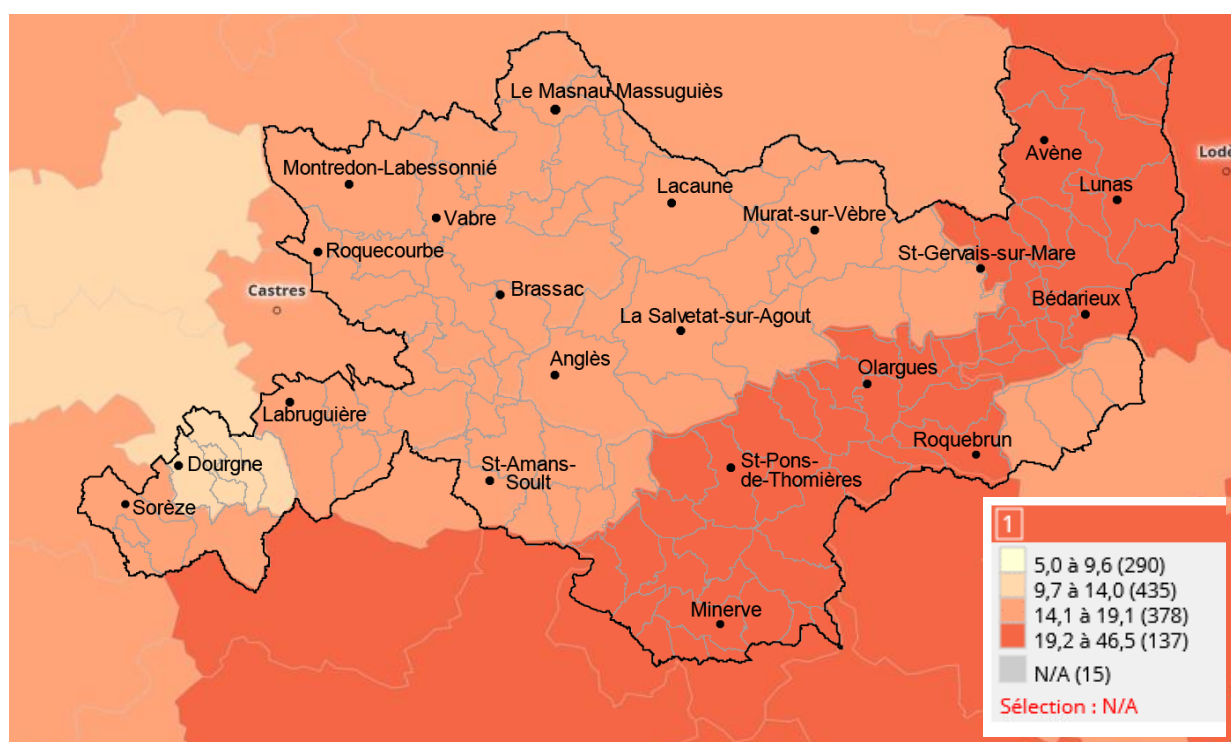 Le Masnau-Massuguiès
Avène
Lodè
Montredon-Labessonnié
Lacaune
Lunas
Vabre
Murat-sur-Vèbre
Roquecourbe
St-Gervais-sur-Mare
Castres
Brassac
Bédarieux
La Salvetat-sur-Agout
Anglès
Olargues
Labruguière
Roquebrun
Dourgne
St-Amans-
Soult
St-Pons-
de-Thomières
Sorèze
Minerve
1
5,0 à 9,6 (290)
9,7 à 14,0 (435)
14,1 à 19,1 (378)
19,2 à 46,5 (137)
N/A (15)
Sélection : N/A